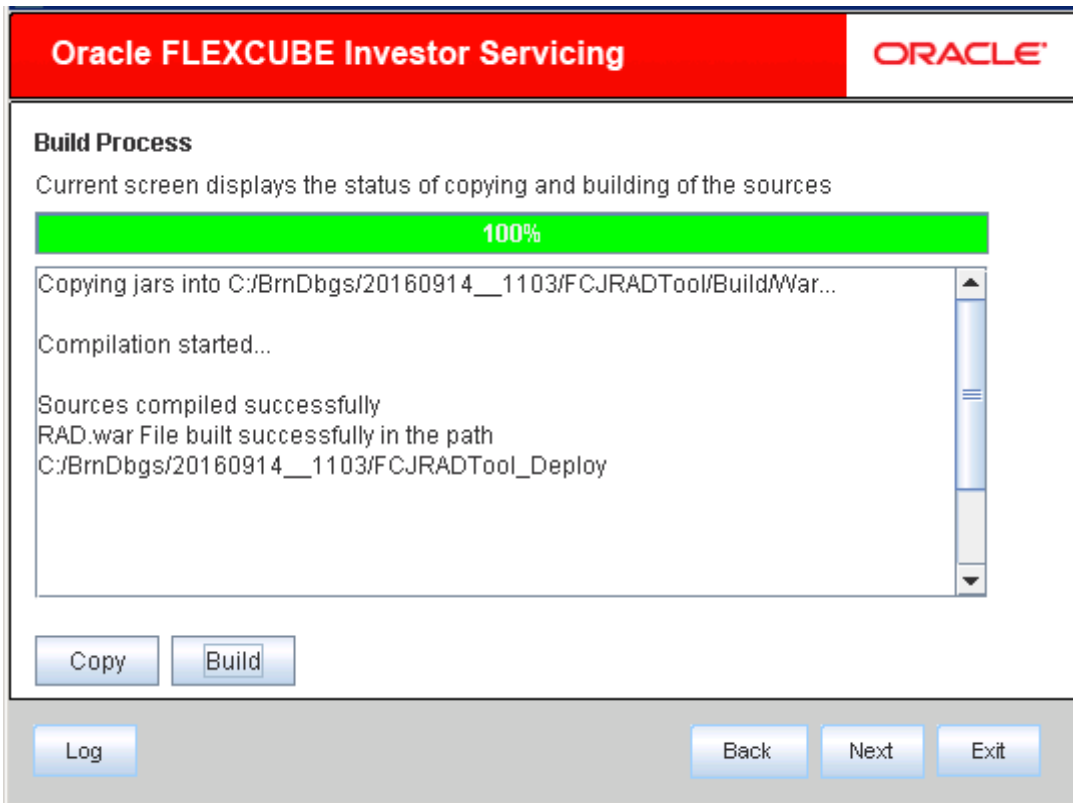 Oracle FLEXCUBE Investor Servicing
ORACLE
Build Process
Current screen displays the status of copying and building of the sources
100%
Copying jars into C:/BrnDbgs/20160914__1103/FCJRADTool/Build/War...
Compilation started...
Sources compiled successfully
RAD.war File built successfully in the path
C:/BrnDbgs/20160914__1103/FCJRADTool_Deploy
Copy Build
Log Back Next Exit